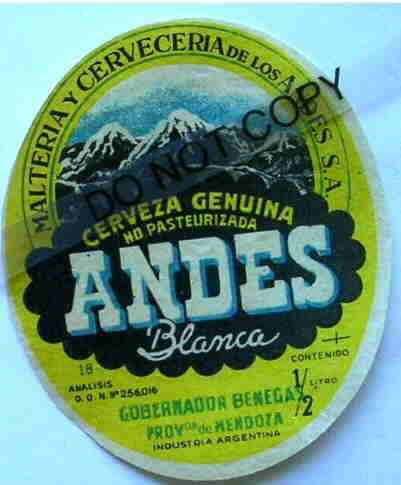 MALTERIA Y CERVECERIA DE LOS ANDES S.A.
DO NOT COPY
CERVEZA GENUINA
NO PASTEURIZADA
ANDES
Blanca
18
ANALISIS
O.Q.N.Nº 256,016
CONTENIDO
1/2 LITRO
GOBERNADOR BENEGAS
PROVcia de MENDOZA
INDUSTRIA ARGENTINA